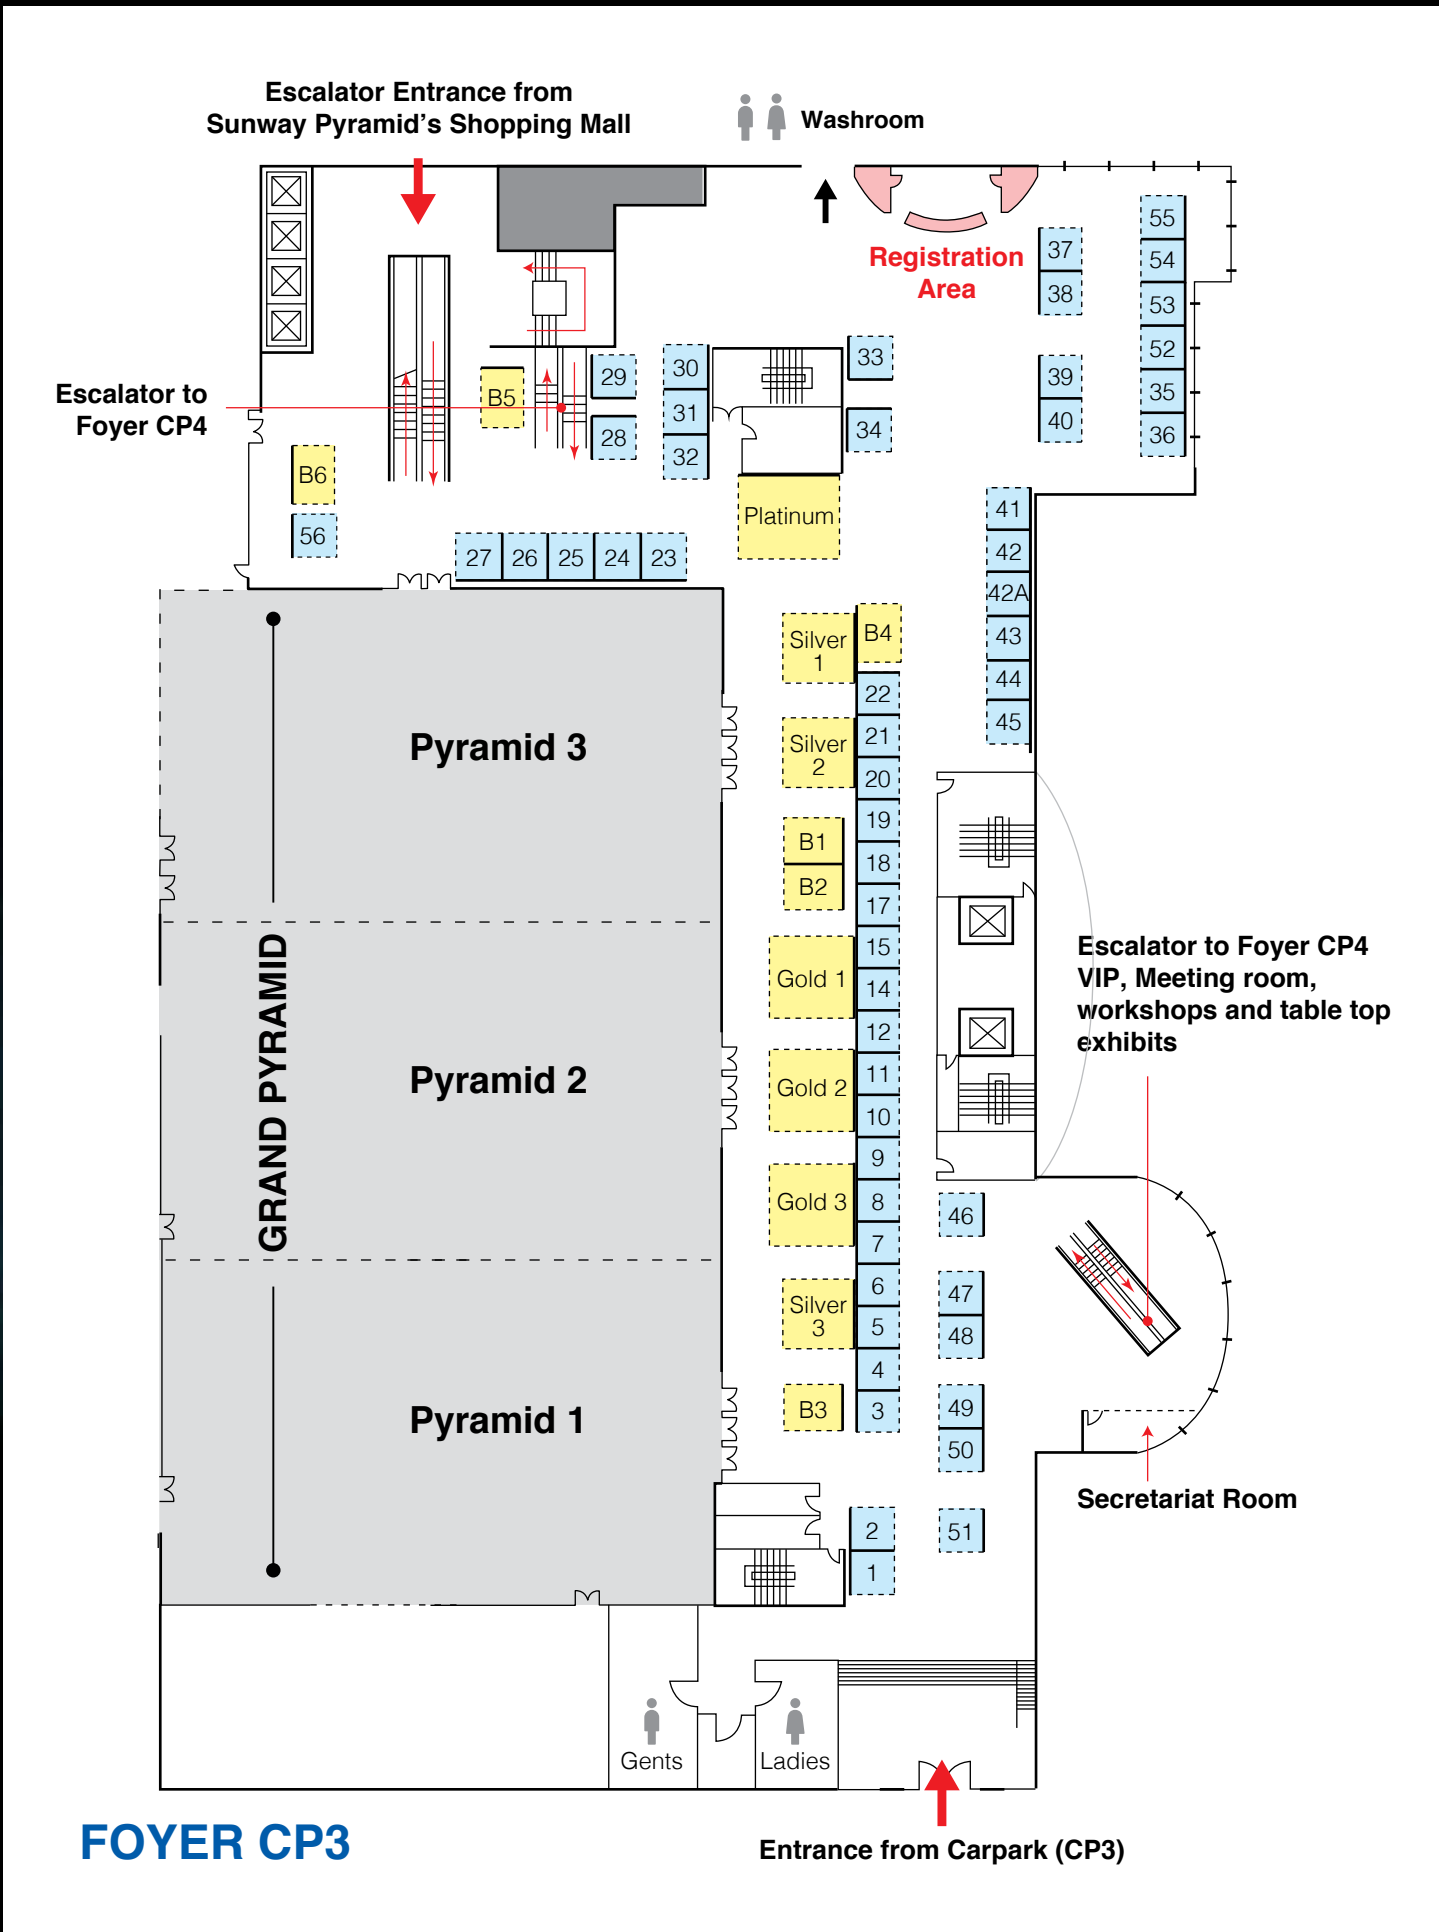 Escalator Entrance from
Sunway Pyramid's Shopping Mall
Washroom
Registration
Area
55
54
53
52
35
36
37
38
39
40
33
34
30
31
32
29
28
B5
Escalator to
Foyer CP4
B6
56
Platinum
27
26
25
24
23
41
42
42A
43
44
45
Silver
1
B4
22
Silver
2
21
20
19
B1
18
B2
17
Gold 1
15
14
12
Gold 2
11
10
9
Gold 3
8
7
6
Silver
3
5
4
B3
3
Pyramid 3
GRAND PYRAMID
Pyramid 2
Pyramid 1
Escalator to Foyer CP4
VIP, Meeting room,
workshops and table top
exhibits
46
47
48
49
50
51
Secretariat Room
2
1
Gents
Ladies
FOYER CP3
Entrance from Carpark (CP3)